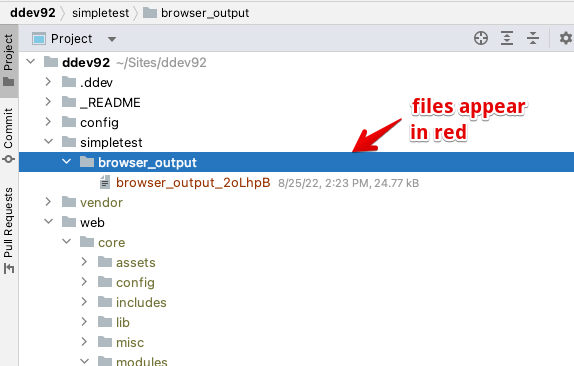 ddev92 simpletest browser_output
Project
Project
Commit
Pull Requests
ddev92 ~/Sites/ddev92
.ddev
_README
config
simpletest
files appear
in red
browser_output
browser_output_2oLhpB 8/25/22, 2:23 PM, 24.77 kB
vendor
web
core
assets
config
includes
lib
misc
modules